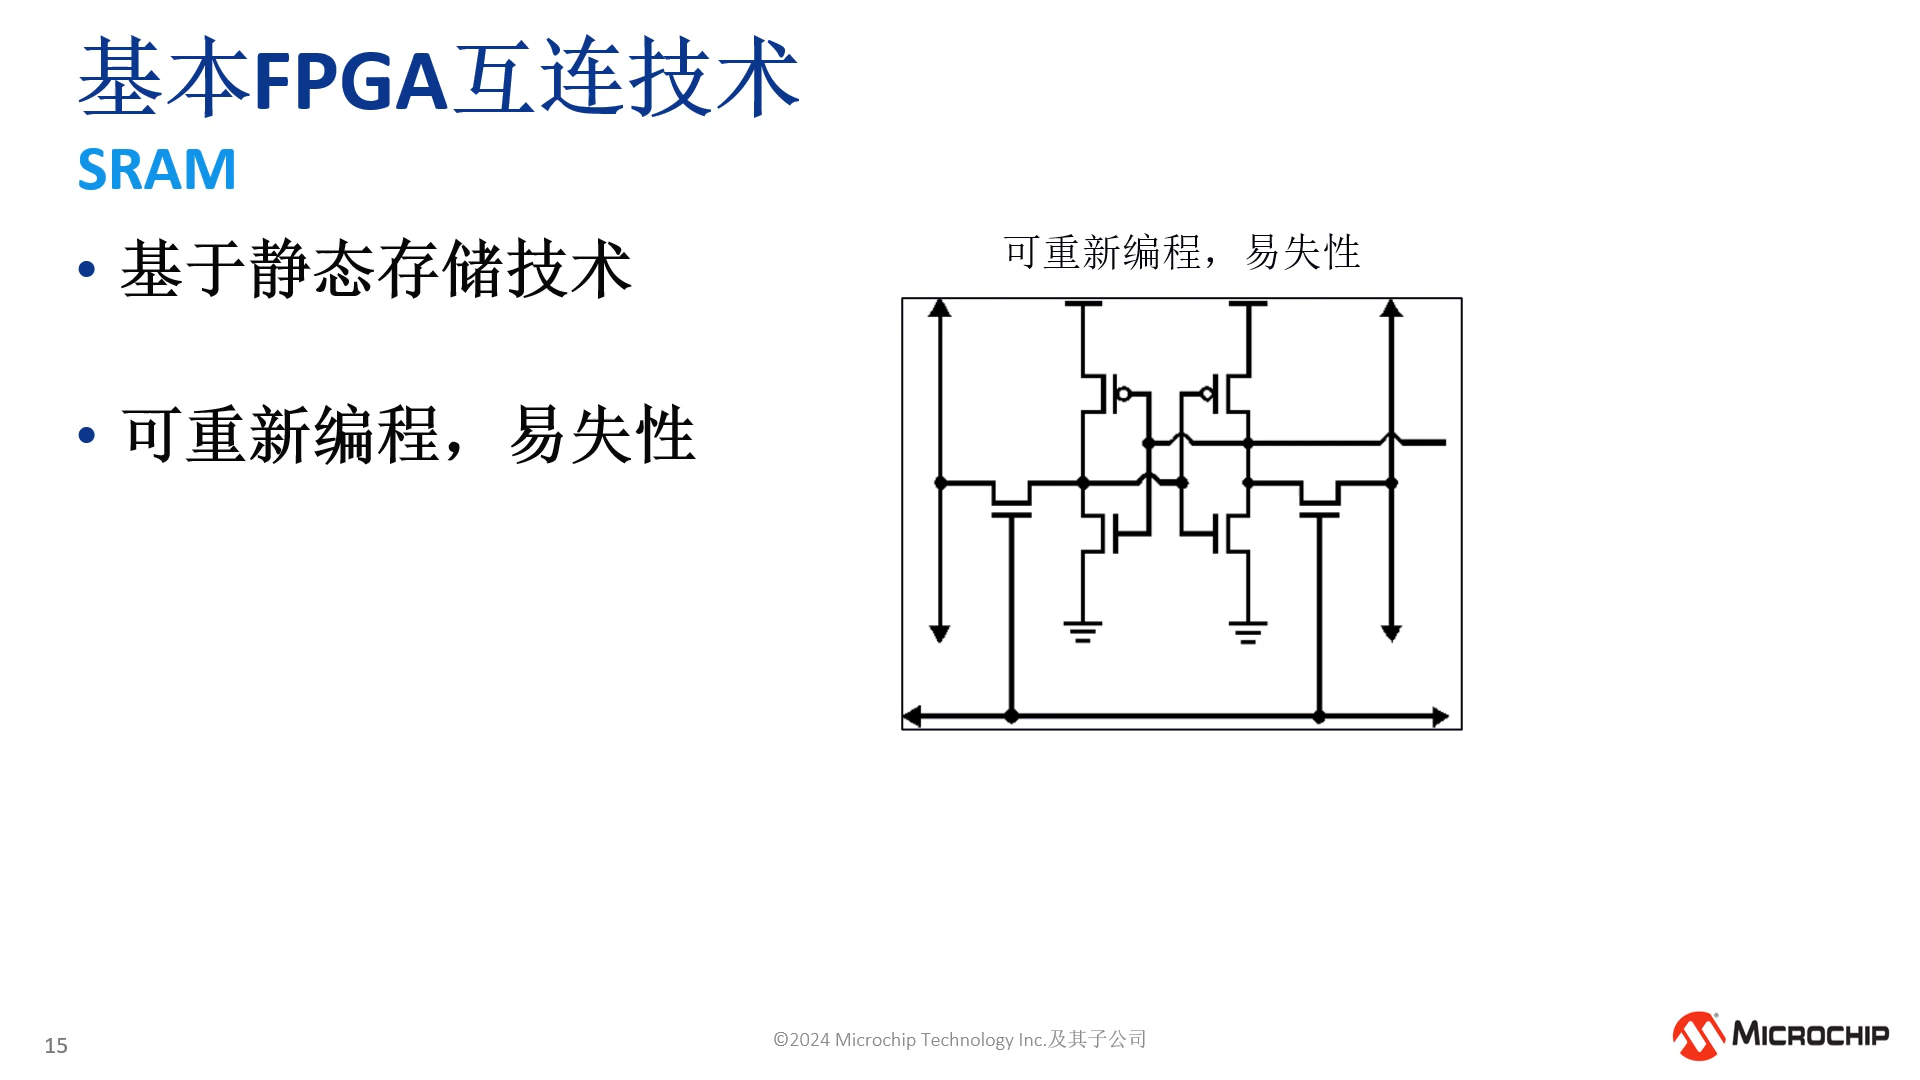 基本FPGA互连技术
SRAM
• 基于静态存储技术
• 可重新编程，易失性
可重新编程，易失性
15
©2024 Microchip Technology Inc.及其子公司
MICROCHIP